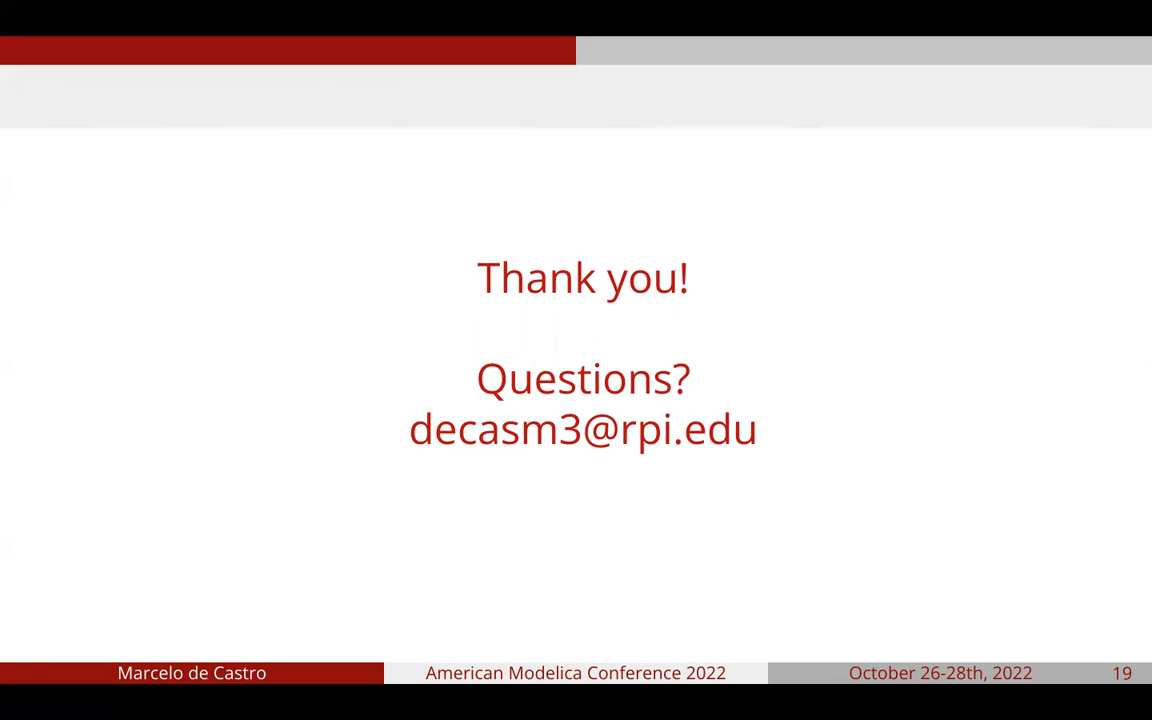 Thank you!
Questions?
decasm3@rpi.edu
Marcelo de Castro
American Modelica Conference 2022
October 26-28th, 2022
19